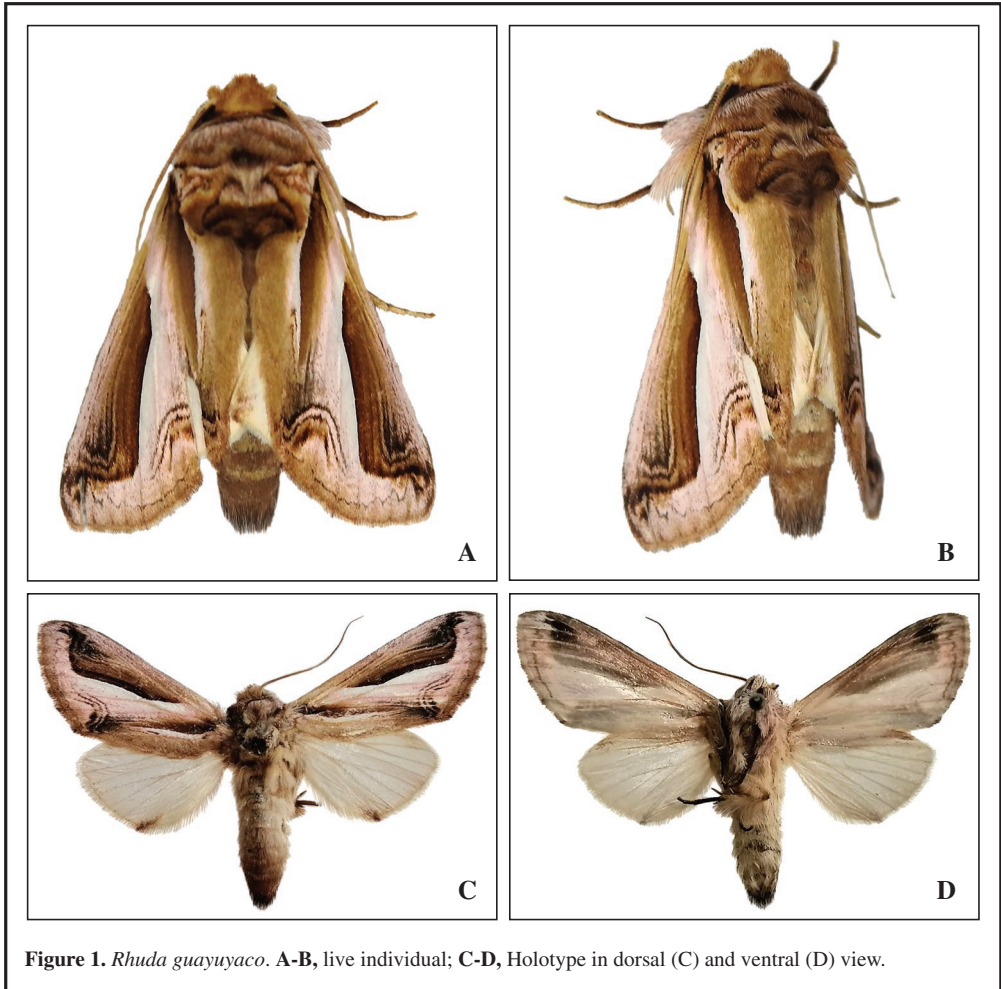 A
B
C
D
Figure 1. Rhuda guayuyaco. A-B, live individual; C-D, Holotype in dorsal (C) and ventral (D) view.